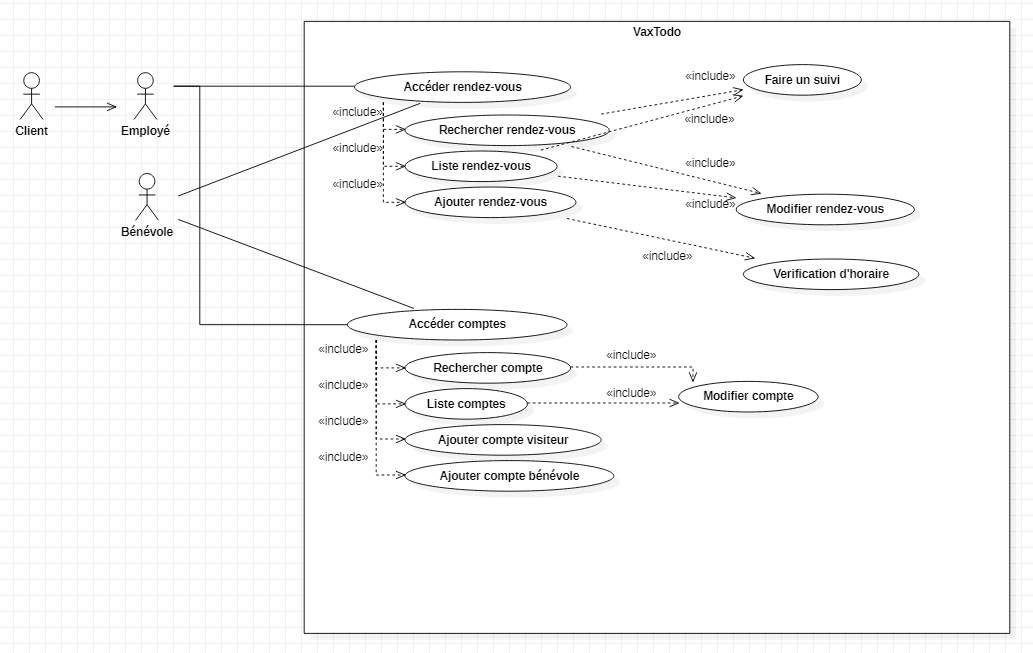 VaxTodo
Client
Employé
Bénévole
Accéder rendez-vous
«include»
Rechercher rendez-vous
«include»
Liste rendez-vous
«include»
Ajouter rendez-vous
«include»
Faire un suivi
«include»
«include»
«include»
Modifier rendez-vous
«include»
Verification d'horaire
Accéder comptes
«include»
Rechercher compte
«include»
Liste comptes
«include»
Ajouter compte visiteur
«include»
Ajouter compte bénévole
«include»
«include»
Modifier compte